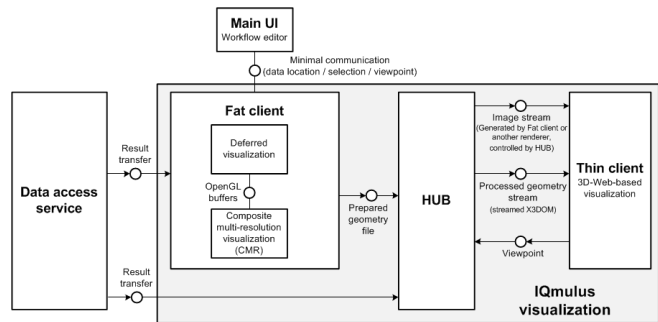 Main UI
Workflow editor
Minimal communication
(data location / selection / viewpoint)
Fat client
Deferred
visualization
OpenGL
buffers
Composite
multi-resolution
visualization
(CMR)
Data access
service
Result
transfer
Result
transfer
Prepared
geometry
file
HUB
Image stream
(Generated by Fat client or
another renderer,
controlled by HUB)
Processed geometry
stream
(streamed X3DOM)
Viewpoint
Thin client
3D-Web-based
visualization
IQmulus
visualization